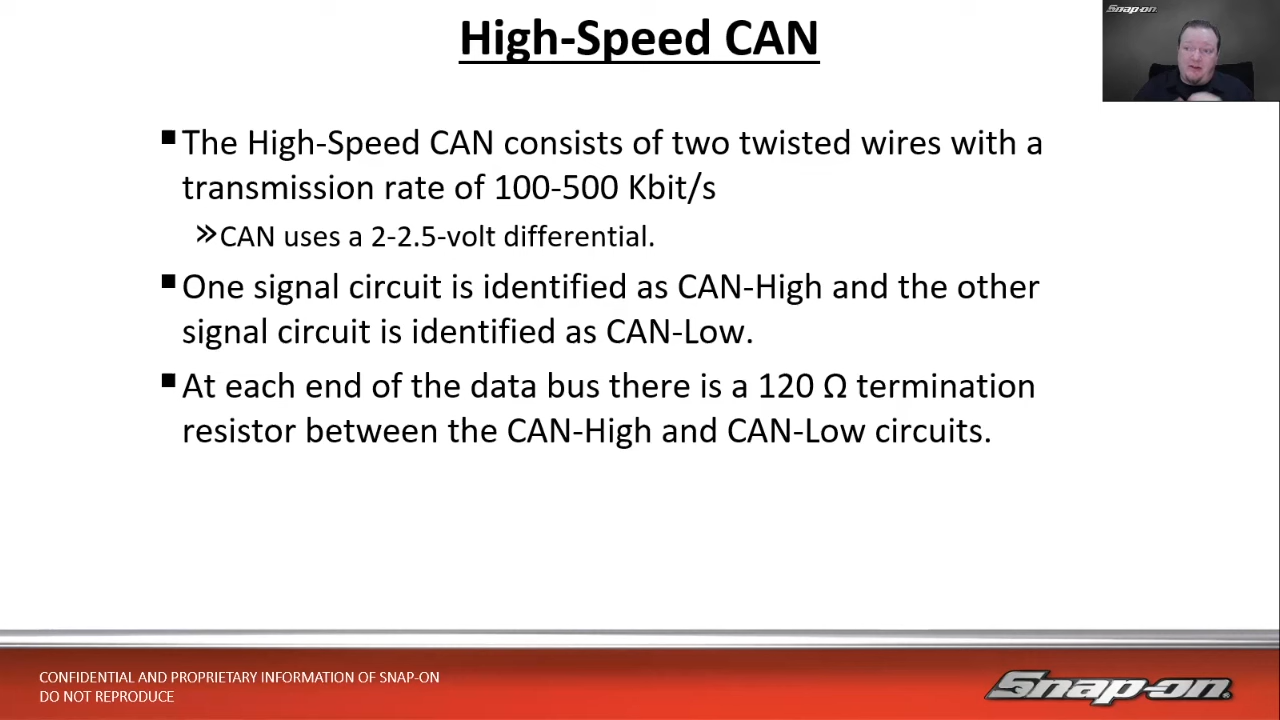 High-Speed CAN
Snap-on
The High-Speed CAN consists of two twisted wires with a
transmission rate of 100-500 Kbit/s
CAN uses a 2-2.5-volt differential.
One signal circuit is identified as CAN-High and the other
signal circuit is identified as CAN-Low.
At each end of the data bus there is a 120 Ω termination
resistor between the CAN-High and CAN-Low circuits.
CONFIDENTIAL AND PROPRIETARY INFORMATION OF SNAP-ON
DO NOT REPRODUCE
Snap-on